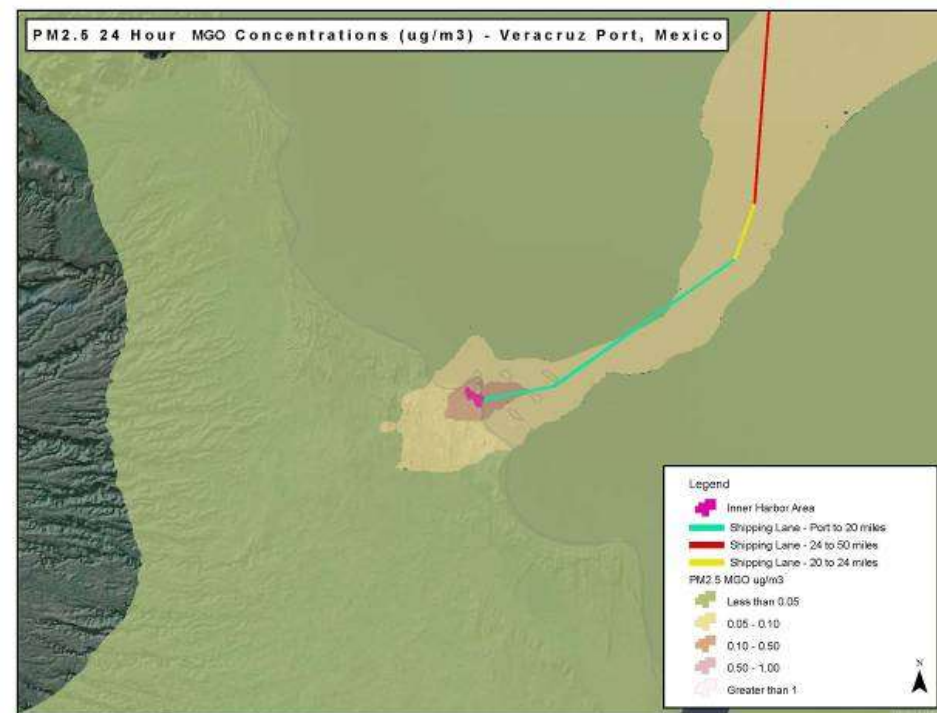 PM2.5 24 Hour MGO Concentrations (ug/m3) - Veracruz Port, Mexico
Legend
Inner Harbor Area
Shipping Lane - Port to 20 miles
Shipping Lane - 24 to 50 miles
Shipping Lane - 20 to 24 miles
PM2.5 MGO ug/m3
Less than 0.05
0.05 - 0.10
0.10 - 0.50
0.50 - 1.00
Greater than 1
N